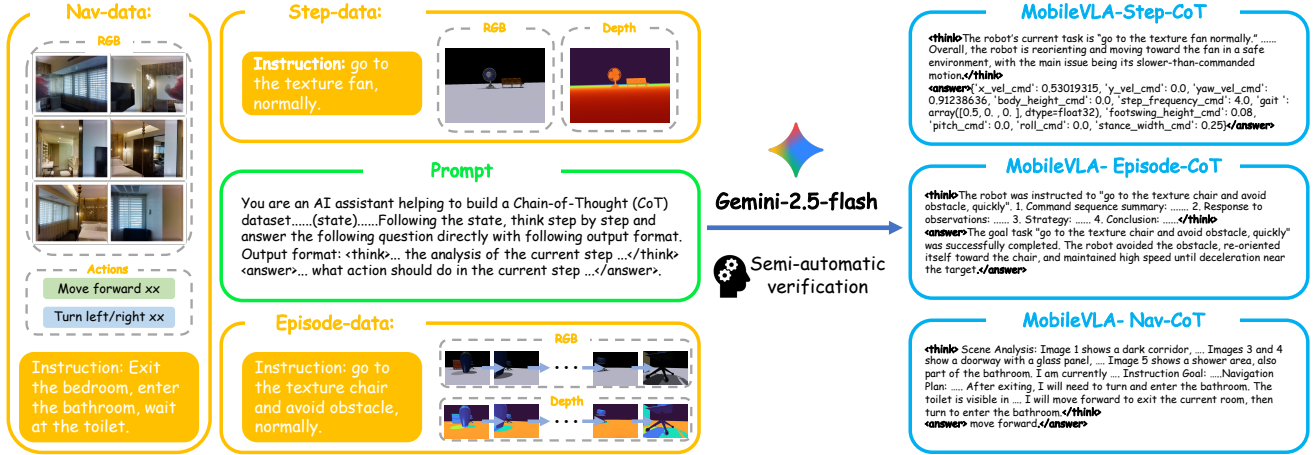 Nav-data:
RGB
Actions
Move forward xx
Turn left/right xx
Instruction: Exit
the bedroom, enter
the bathroom, wait
at the toilet.
Step-data:
Instruction: go to
the texture fan,
normally.
RGB
Depth
Prompt
You are an AI assistant helping to build a Chain-of-Thought (CoT)
dataset......(state)......Following the state, think step by step and
answer the following question directly with following output format.
Output format: <think>... the analysis of the current step ...</think>
<answer>... what action should do in the current step ...</answer>.
Episode-data:
Instruction: go to
the texture chair
and avoid obstacle,
normally.
RGB
Depth
Gemini-2.5-flash
Semi-automatic
verification
MobileVLA-Step-CoT
<think>The robot's current task is "go to the texture fan normally." ......
Overall, the robot is reorienting and moving toward the fan in a safe
environment, with the main issue being its slower-than-commanded
motion.</think>
<answer>{'x_vel_cmd': 0.53019315, 'y_vel_cmd': 0.0, 'yaw_vel_cmd':
0.91238636, 'body_height_cmd': 0.0, 'step_frequency_cmd': 4.0, 'gait ':
array([0.5, 0. , 0. ], dtype=float32), 'footswing_height_cmd': 0.08,
'pitch_cmd': 0.0, 'roll_cmd': 0.0, 'stance_width_cmd': 0.25}</answer>
MobileVLA- Episode-CoT
<think>The robot was instructed to "go to the texture chair and avoid
obstacle, quickly". 1. Command sequence summary: ....... 2. Response to
observations: ...... 3. Strategy: ...... 4. Conclusion: ......</think>
<answer>The goal task "go to the texture chair and avoid obstacle, quickly"
was successfully completed. The robot avoided the obstacle, re-oriented
itself toward the chair, and maintained high speed until deceleration near
the target.</answer>
MobileVLA- Nav-CoT
<think> Scene Analysis: Image 1 shows a dark corridor, .... Images 3 and 4
show a doorway with a glass panel, .... Image 5 shows a shower area, also
part of the bathroom. I am currently .... Instruction Goal: .....Navigation
Plan: ..... After exiting, I will need to turn and enter the bathroom. The
toilet is visible in .... I will move forward to exit the current room, then
turn to enter the bathroom.</think>
<answer> move forward.</answer>